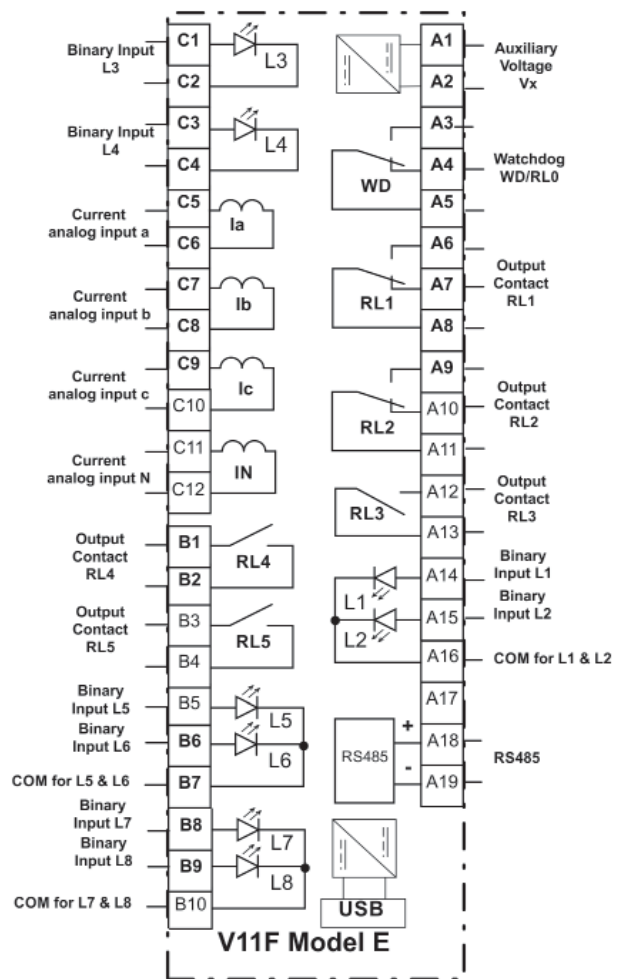 Binary Input
L3
C1
L3
C2
Binary Input
L4
C3
L4
C4
Current
analog input a
C5
Ia
C6
Current
analog input b
C7
Ib
C8
Current
analog input c
C9
Ic
C10
Current
analog input N
C11
IN
C12
Output
Contact
RL4
B1
RL4
B2
Output
Contact
RL5
B3
RL5
B4
Binary
Input L5
B5
L5
Binary
Input L6
B6
L6
COM for L5 & L6
B7
Binary
Input L7
B8
L7
Binary
Input L8
B9
L8
COM for L7 & L8
B10
A1
Auxiliary
Voltage
Vx
A2
A3
A4
Watchdog
WD/RL0
WD
A5
A6
Output
Contact
RL1
A7
RL1
A8
A9
Output
Contact
RL2
A10
RL2
A11
Output
Contact
RL3
A12
RL3
A13
Binary
Input L1
A14
L1
Binary
Input L2
A15
L2
A16
COM for L1 & L2
A17
RS485
+
A18
RS485
-
A19
USB
V11F Model E